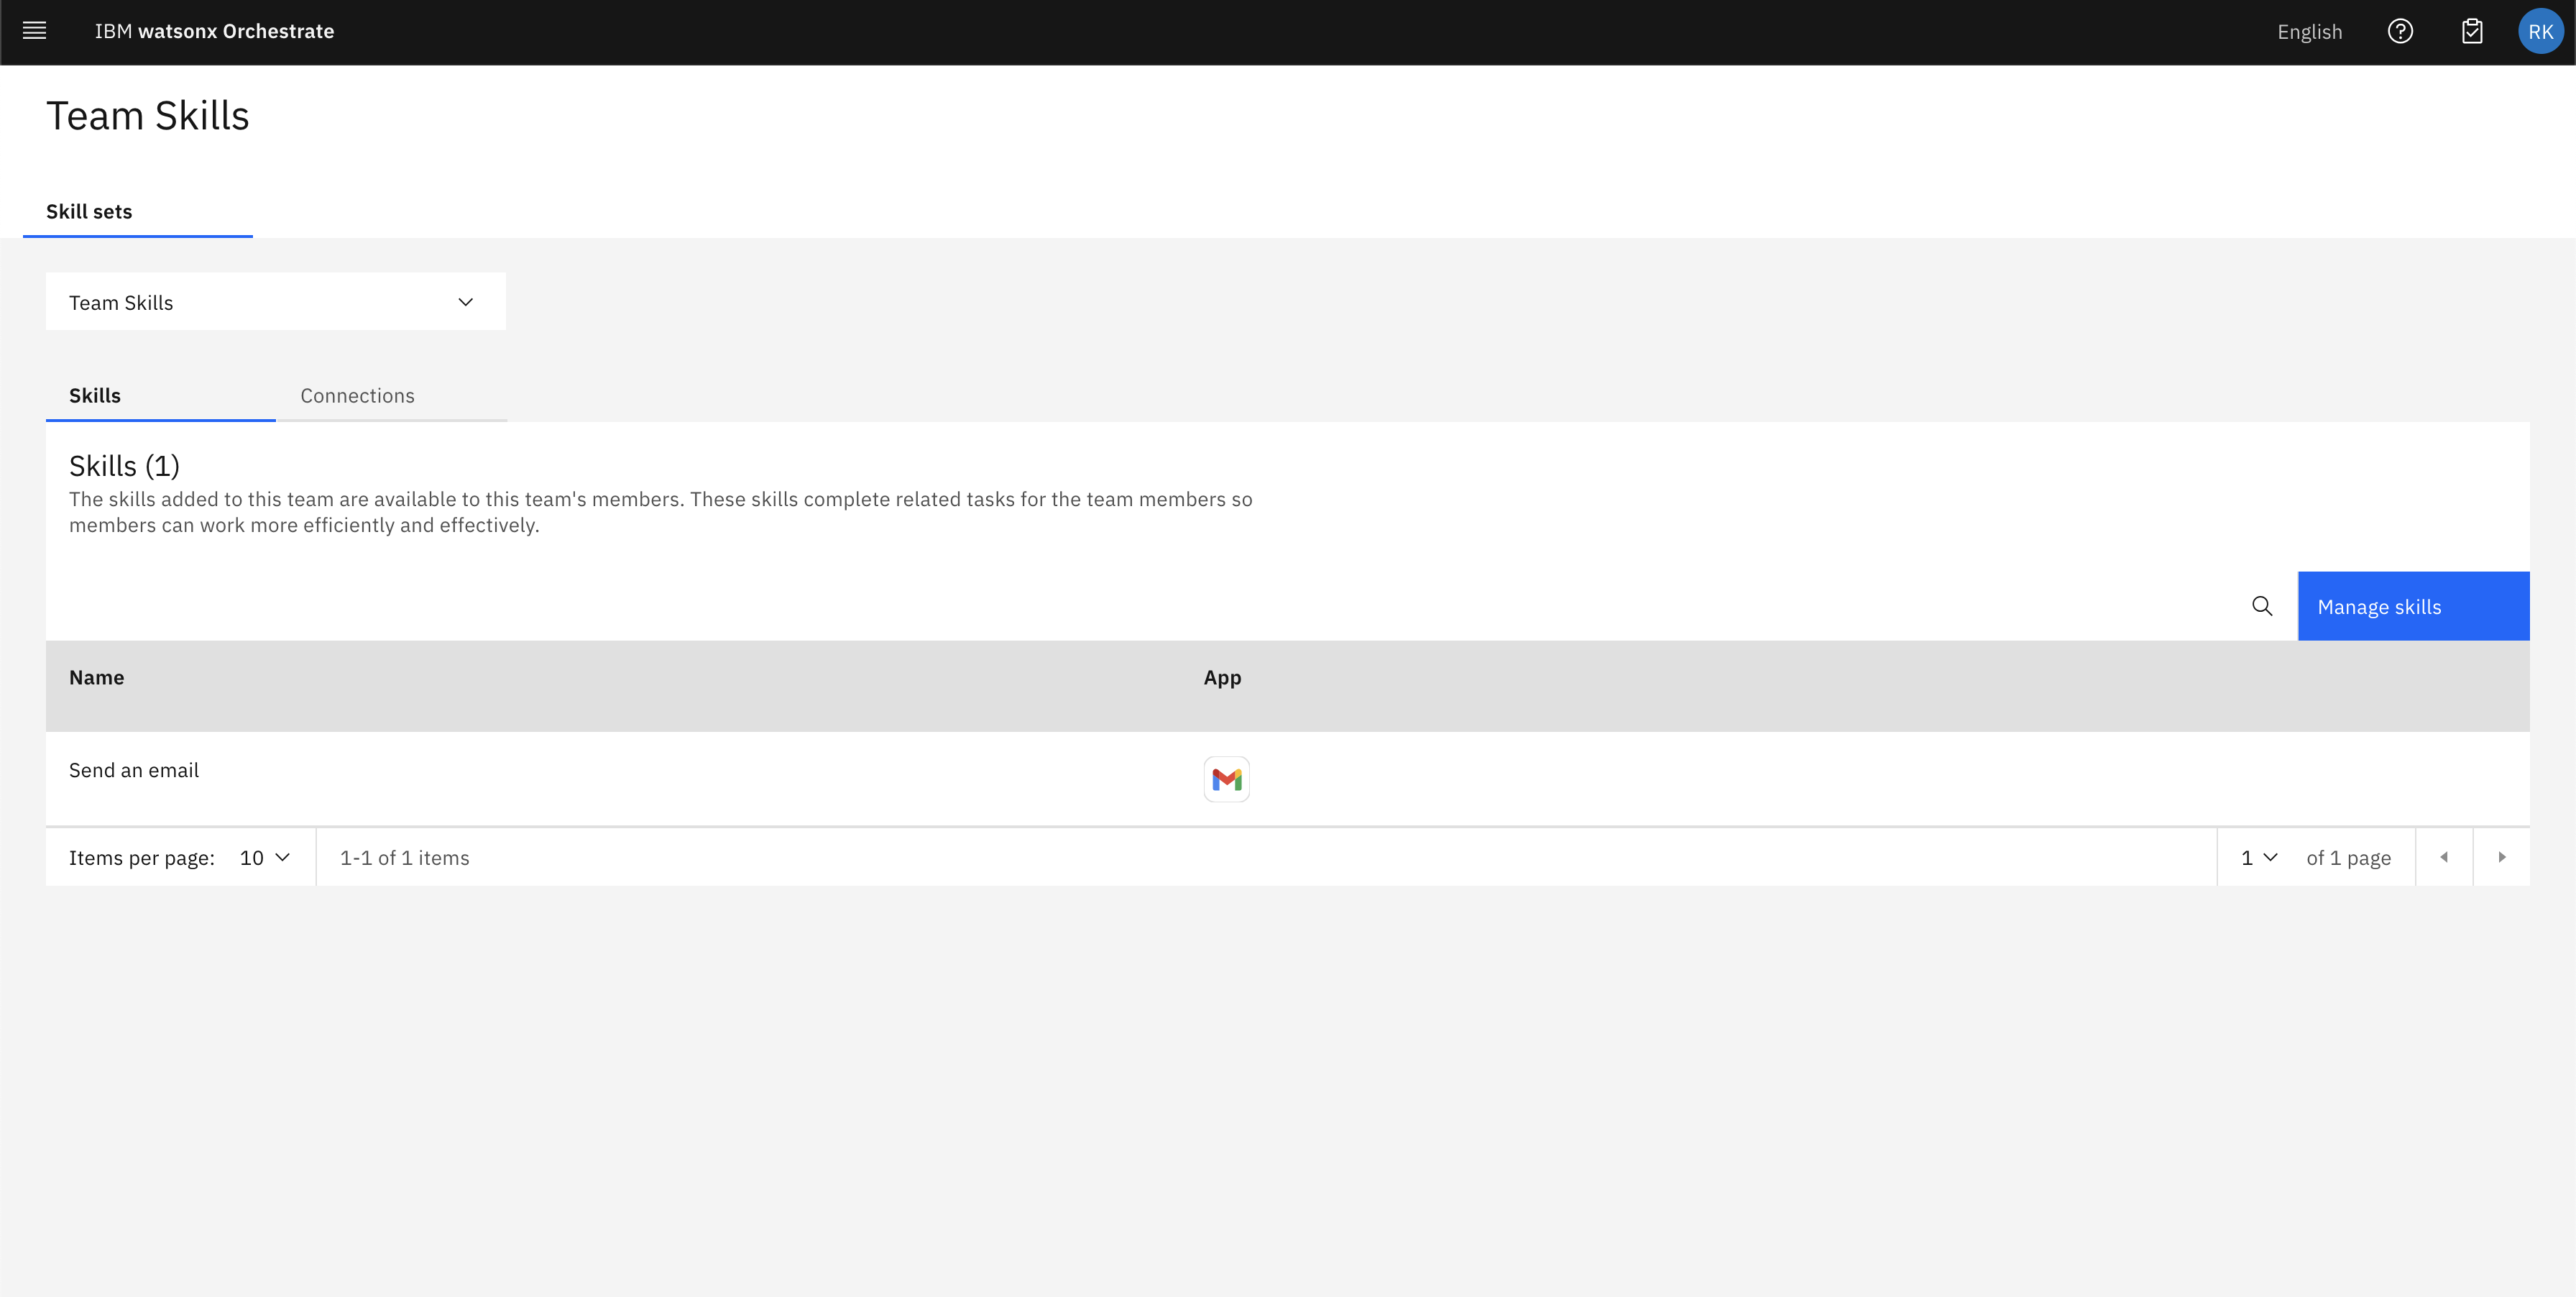 IBM watsonx Orchestrate
English
RK
Team Skills
Skill sets
Team Skills
Skills
Connections
Skills (1)
The skills added to this team are available to this team's members. These skills complete related tasks for the team members so
members can work more efficiently and effectively.
Manage skills
Name
App
Send an email
Items per page:
10
1-1 of 1 items
1
of 1 page